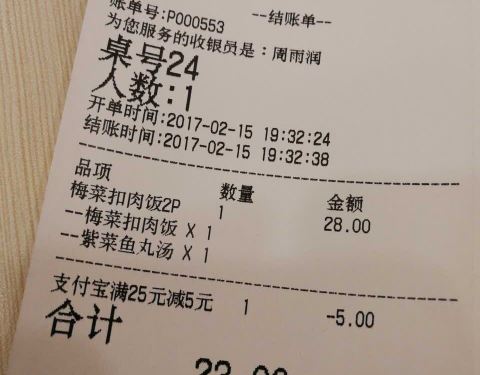 账单号:P000553 --结账单--
为您服务的收银员是:周雨润
桌号24
人数:1
开单时间:2017-02-15 19:32:24
结账时间:2017-02-15 19:32:38
品项 数量 金额
梅菜扣肉饭2P 1 28.00
--梅菜扣肉饭 X 1
--紫菜鱼丸汤 X 1
支付宝满25元减5元 1 -5.00
合计
23.00